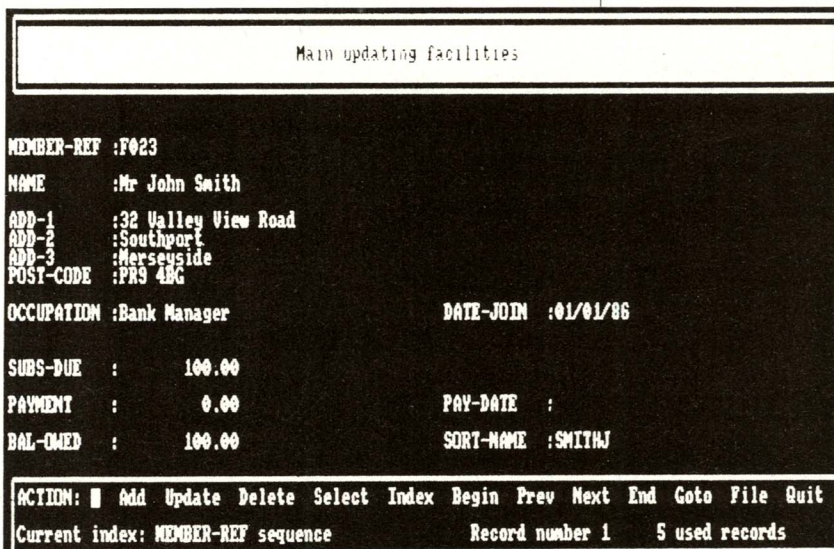 Main updating facilities
MEMBER-REF :F023
NAME :Mr John Smith
ADD-1 :32 Valley View Road
ADD-2 :Southport
ADD-3 :Merseyside
POST-CODE :PR9 4BG
OCCUPATION :Bank Manager DATE-JOIN :01/01/86
SUBS-DUE : 100.00
PAYMENT : 0.00 PAY-DATE :
BAL-OWED : 100.00 SORT-NAME :SMITHJ
ACTION: Add Update Delete Select Index Begin Prev Next End Goto File Quit
Current index: MEMBER-REF sequence Record number 1 5 used records